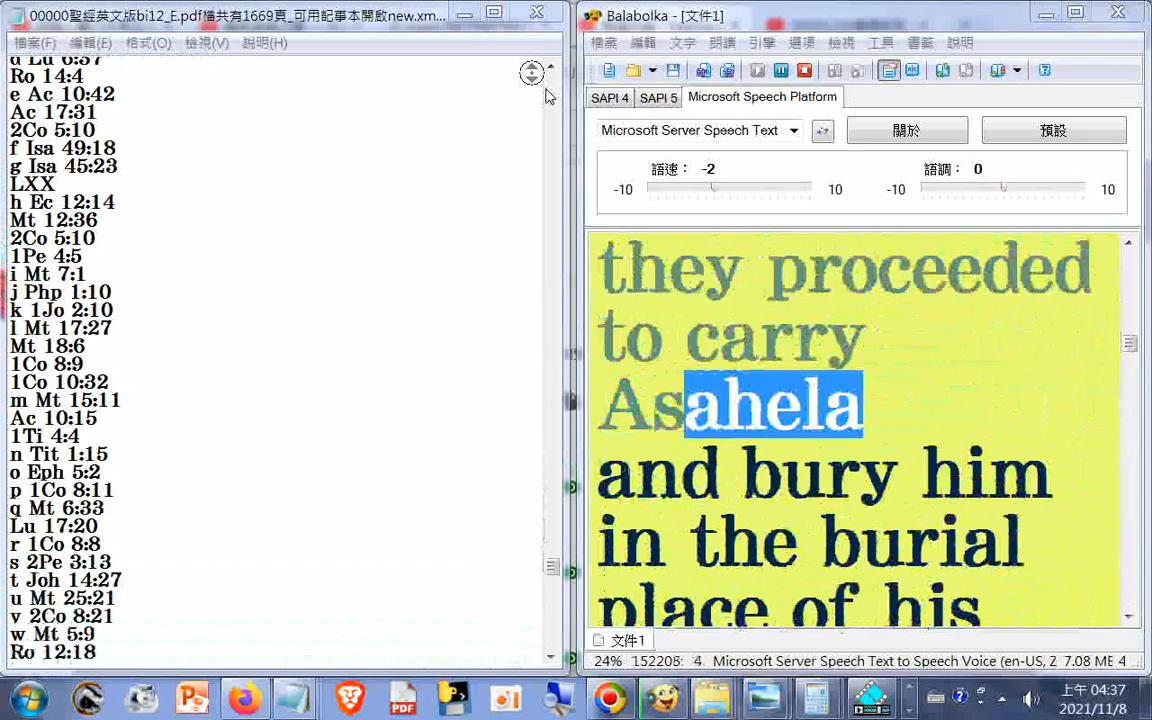 00000聖經英文版bi12_E.pdf檔共有1669頁_可用記事本開啟new.xm...
檔案(F) 編輯(E) 格式(O) 檢視(V) 說明(H)
d Lu 6:37
Ro 14:4
e Ac 10:42
Ac 17:31
2Co 5:10
f Isa 49:18
g Isa 45:23
LXX
h Ec 12:14
Mt 12:36
2Co 5:10
1Pe 4:5
i Mt 7:1
j Php 1:10
k 1Jo 2:10
l Mt 17:27
Mt 18:6
1Co 8:9
1Co 10:32
m Mt 15:11
Ac 10:15
1Ti 4:4
n Tit 1:15
o Eph 5:2
p 1Co 8:11
q Mt 6:33
Lu 17:20
r 1Co 8:8
s 2Pe 3:13
t Joh 14:27
u Mt 25:21
v 2Co 8:21
w Mt 5:9
Ro 12:18
Balabolka - [文件1]
檔案 編輯 文字 朗讀 引擎 選項 檢視 工具 書籤 說明
SAPI 4 SAPI 5 Microsoft Speech Platform
Microsoft Server Speech Text 關於 預設
語速： -2 語調： 0
-10 10 -10 10
they proceeded
to carry
Asahela
and bury him
in the burial
place of his
文件1
24% 152208: 4 Microsoft Server Speech Text to Speech Voice (en-US, 2 7.08 MB 4
PDF
上午 04:37
2021/11/8